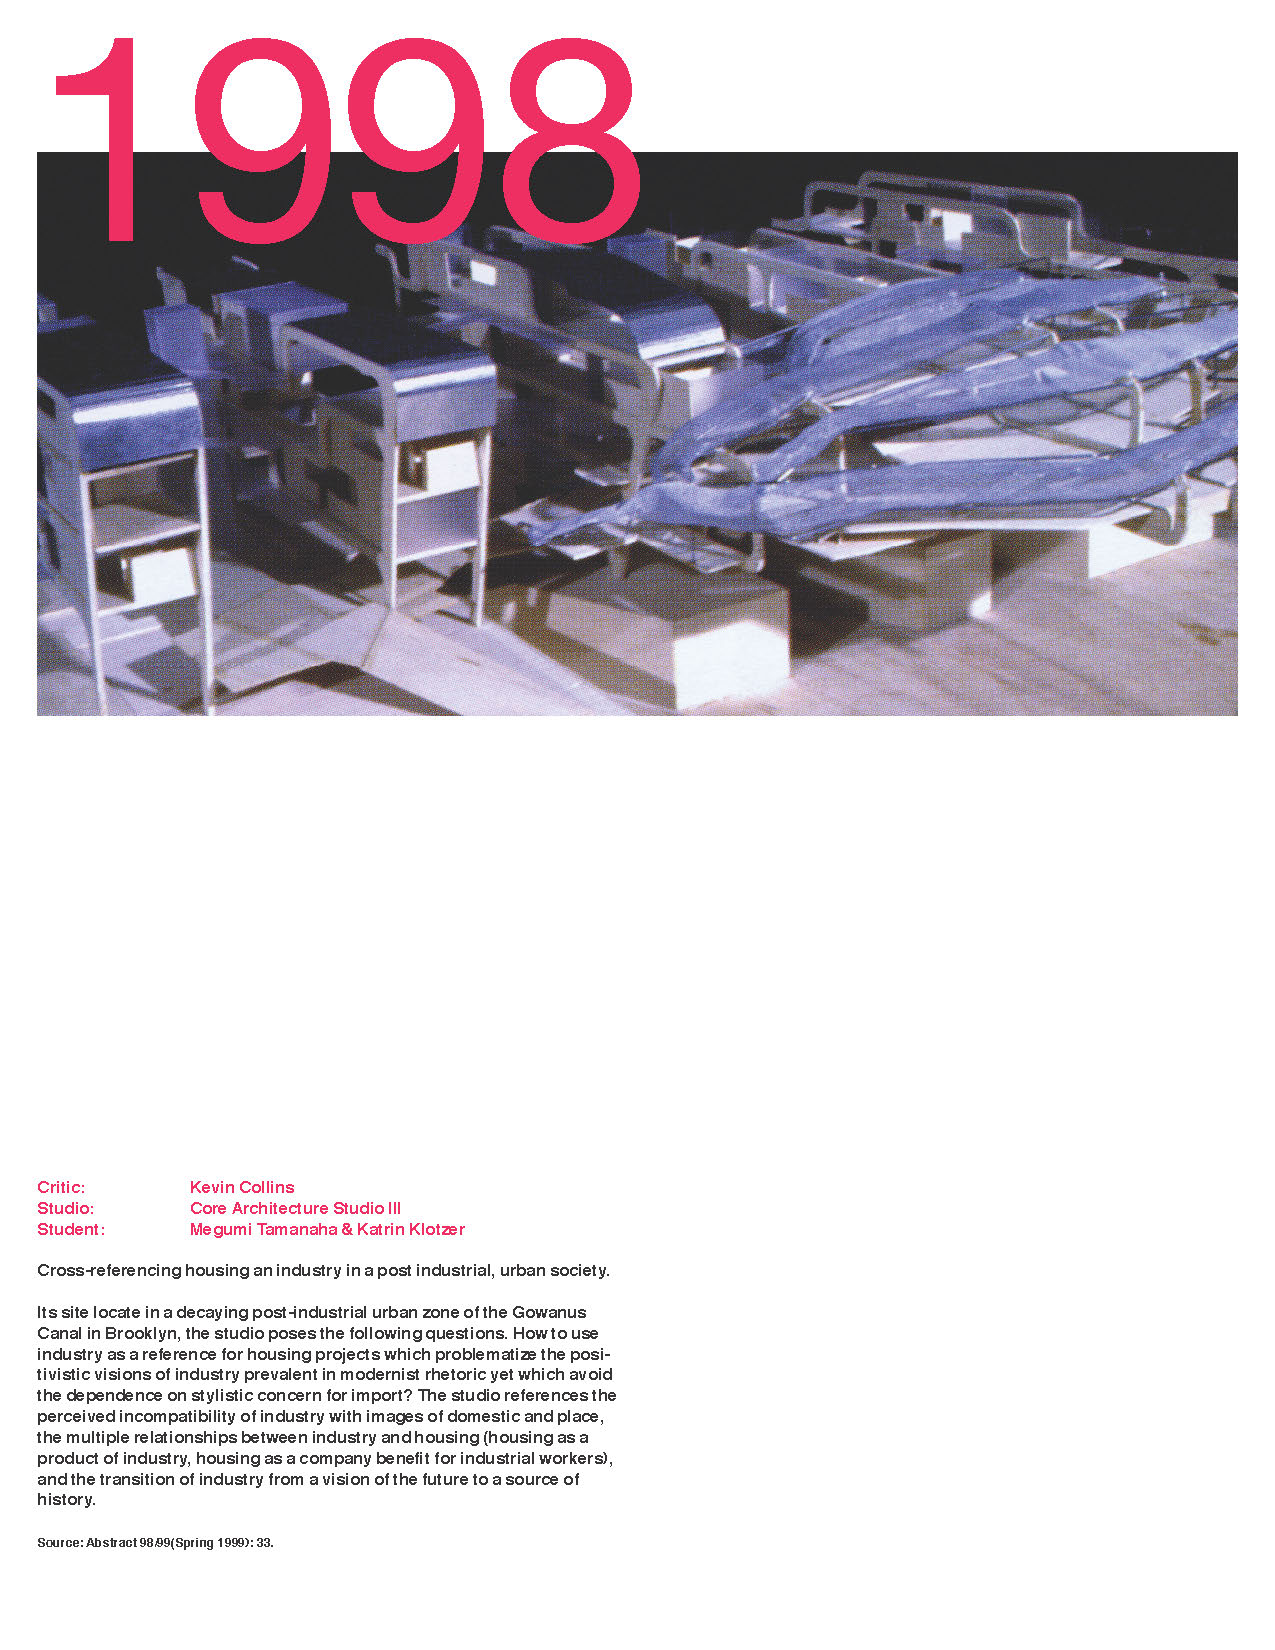 1998
Critic: Kevin Collins
Studio: Core Architecture Studio III
Student: Megumi Tamanaha & Katrin Klotzer
Cross-referencing housing an industry in a post industrial, urban society.
Its site locate in a decaying post-industrial urban zone of the Gowanus
Canal in Brooklyn, the studio poses the following questions. How to use
industry as a reference for housing projects which problematize the posi-
tivistic visions of industry prevalent in modernist rhetoric yet which avoid
the dependence on stylistic concern for import? The studio references the
perceived incompatibility of industry with images of domestic and place,
the multiple relationships between industry and housing (housing as a
product of industry, housing as a company benefit for industrial workers),
and the transition of industry from a vision of the future to a source of
history.
Source: Abstract 98/99(Spring 1999): 33.